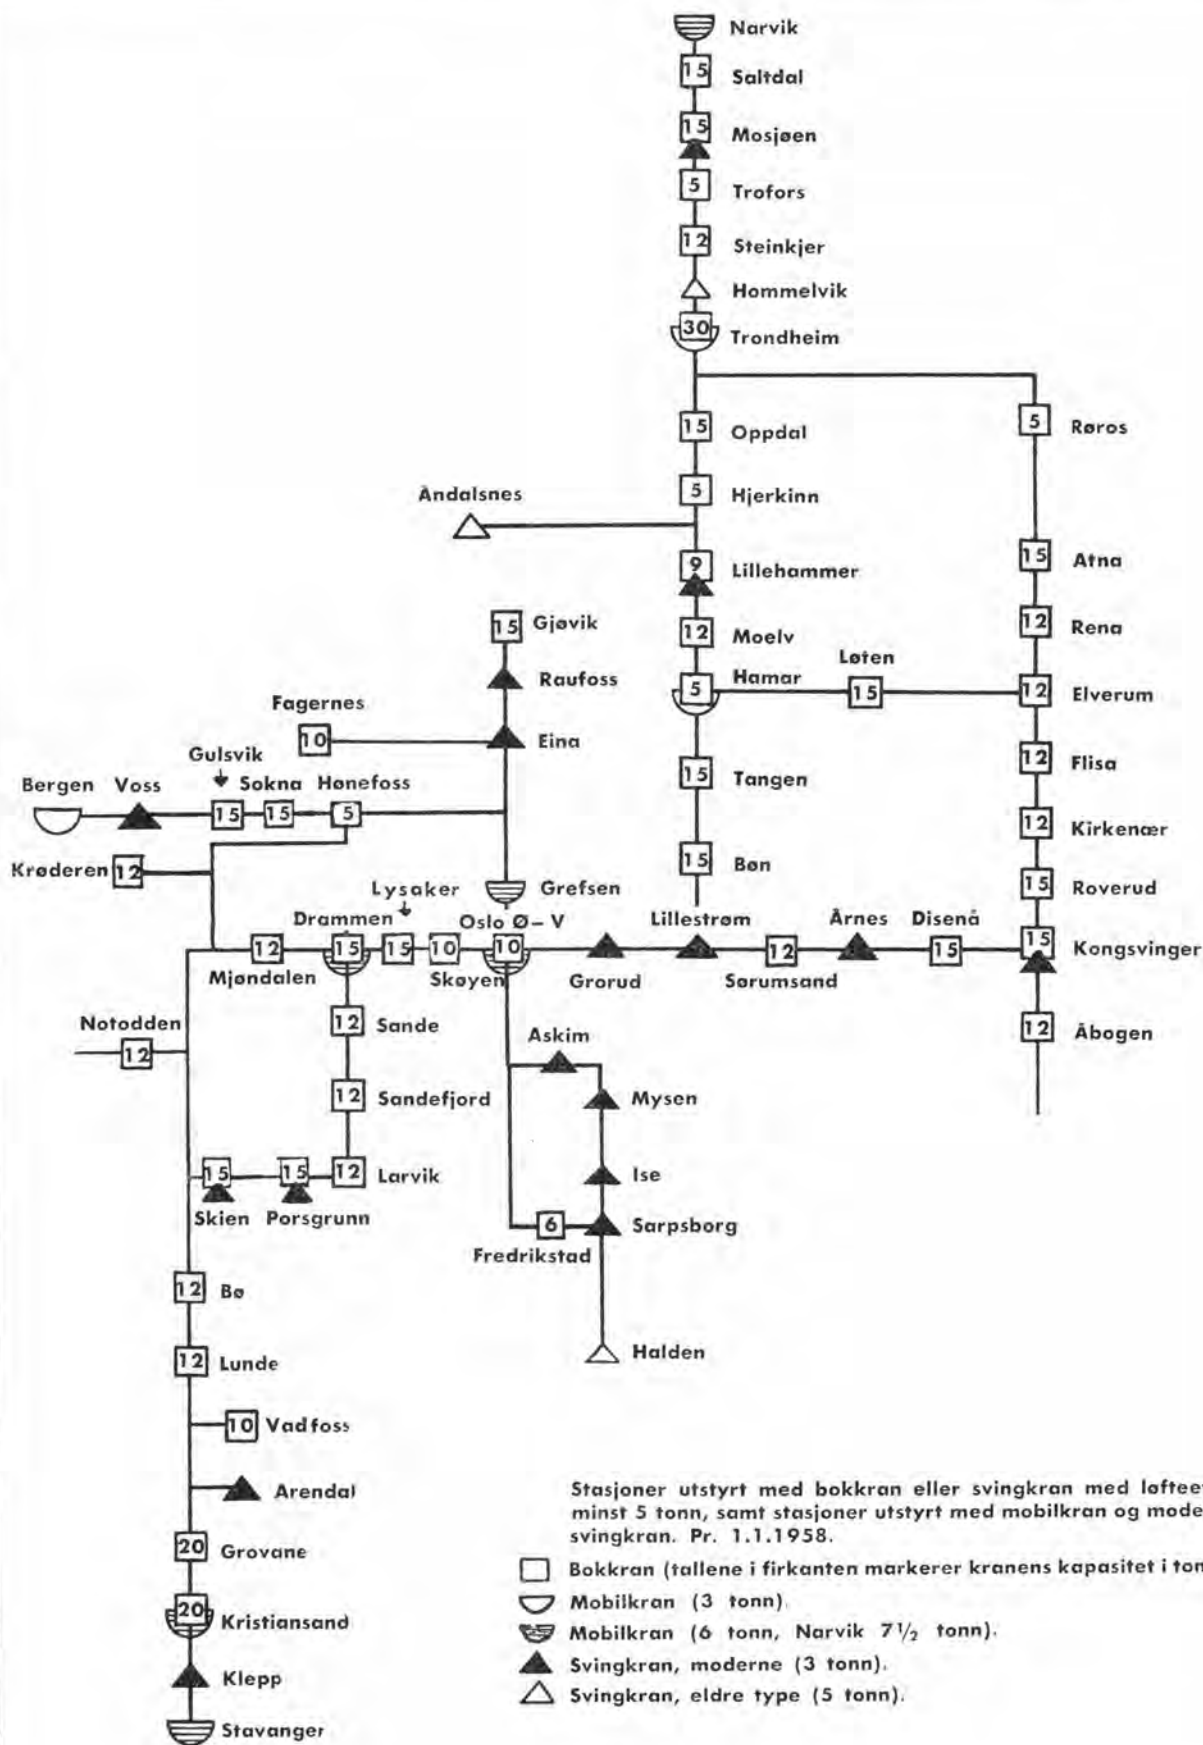 Narvik
15 Saltdal
15 Mosjøen
5 Trofors
12 Steinkjer
Hommelvik
30 Trondheim
15 Oppdal
5 Røros
5 Hjerkinn
Åndalsnes
15 Atna
9 Lillehammer
15 Gjøvik
12 Moelv
12 Rena
Løten
Raufoss
5 Hamar
15
12 Elverum
Fagernes
10
Eina
Gulsvik
12 Flisa
15 Tangen
Bergen Voss Sokna Hønefoss
15 15 5
12 Kirkenær
Krøderen 12
15 Bøn
Lysaker
Grefsen
15 Roverud
Drammen Oslo Ø–V Lillestrøm Årnes Disenå
12 15 15 10 10 12 15 15 Kongsvinger
Mjøndalen Skøyen Grorud Sørumsand
Notodden
12
12 Sande
Askim
12 Åbogen
12 Sandefjord
Mysen
15 15 12 Larvik
Ise
Skien Porsgrunn
6 Sarpsborg
Fredrikstad
12 Bø
Halden
12 Lunde
10 Vadfoss
Arendal
20 Grovane
20 Kristiansand
Klepp
Stavanger
Stasjoner utstyrt med bokkran eller svingkran med løftee
minst 5 tonn, samt stasjoner utstyrt med mobilkran og mode
svingkran. Pr. 1.1.1958.
Bokkran (tallene i firkanten markerer kranens kapasitet i ton
Mobilkran (3 tonn).
Mobilkran (6 tonn, Narvik 7½ tonn).
Svingkran, moderne (3 tonn).
Svingkran, eldre type (5 tonn).